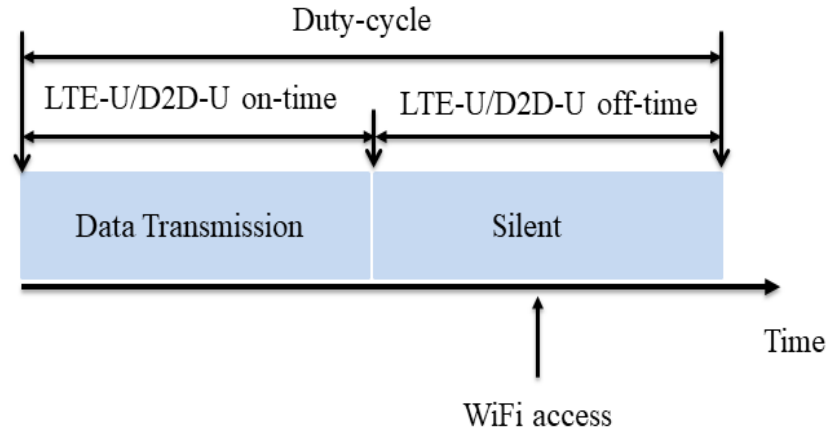 Duty-cycle
LTE-U/D2D-U on-time
LTE-U/D2D-U off-time
Data Transmission
Silent
Time
WiFi access